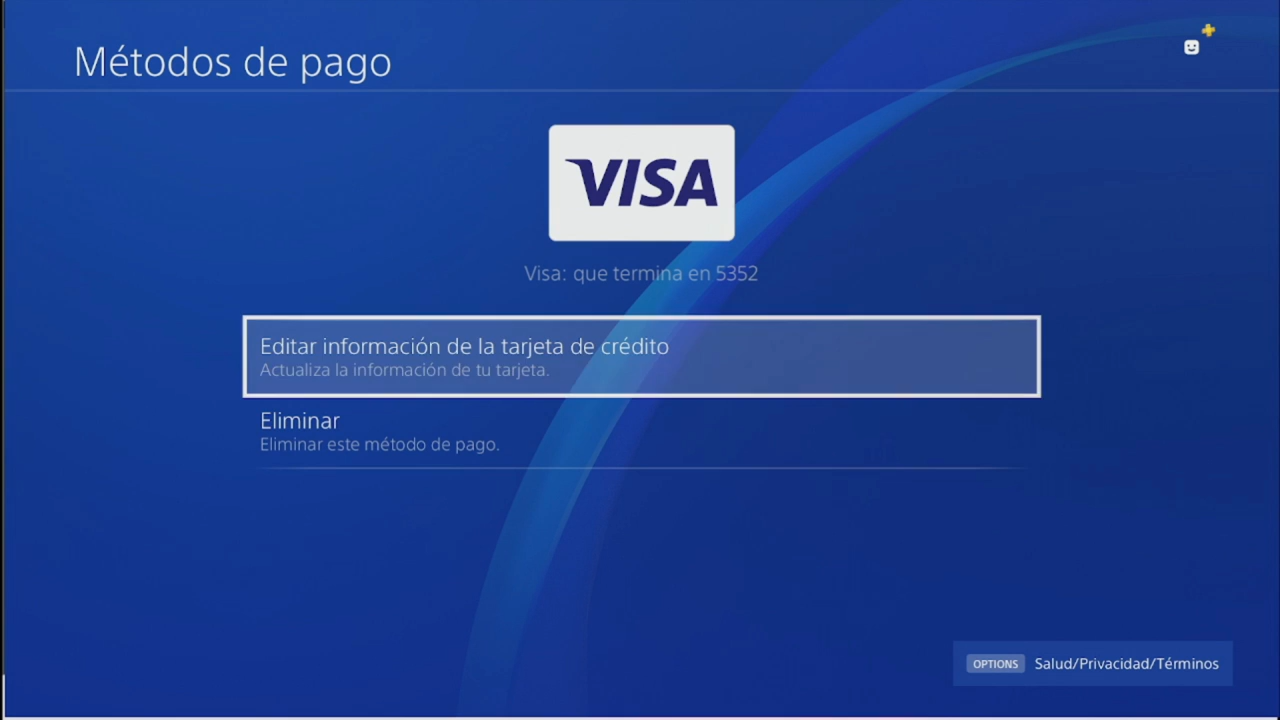 Métodos de pago
VISA
Visa: que termina en 5352
Editar información de la tarjeta de crédito
Actualiza la información de tu tarjeta.
Eliminar
Eliminar este método de pago.
OPTIONS Salud/Privacidad/Términos